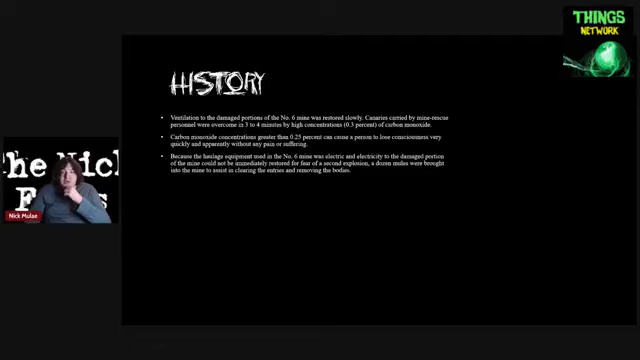 THINGS
NETWORK
HISTORY
• Ventilation to the damaged portions of the No. 6 mine was restored slowly. Canaries carried by mine-rescue
personnel were overcome in 3 to 4 minutes by high concentrations (0.3 percent) of carbon monoxide.
• Carbon monoxide concentrations greater than 0.25 percent can cause a person to lose consciousness very
quickly and apparently without any pain or suffering.
• Because the haulage equipment used in the No. 6 mine was electric and electricity to the damaged portion
of the mine could not be immediately restored for fear of a second explosion, a dozen mules were brought
into the mine to assist in clearing the entries and removing the bodies.
he Nick
Nick Mulae